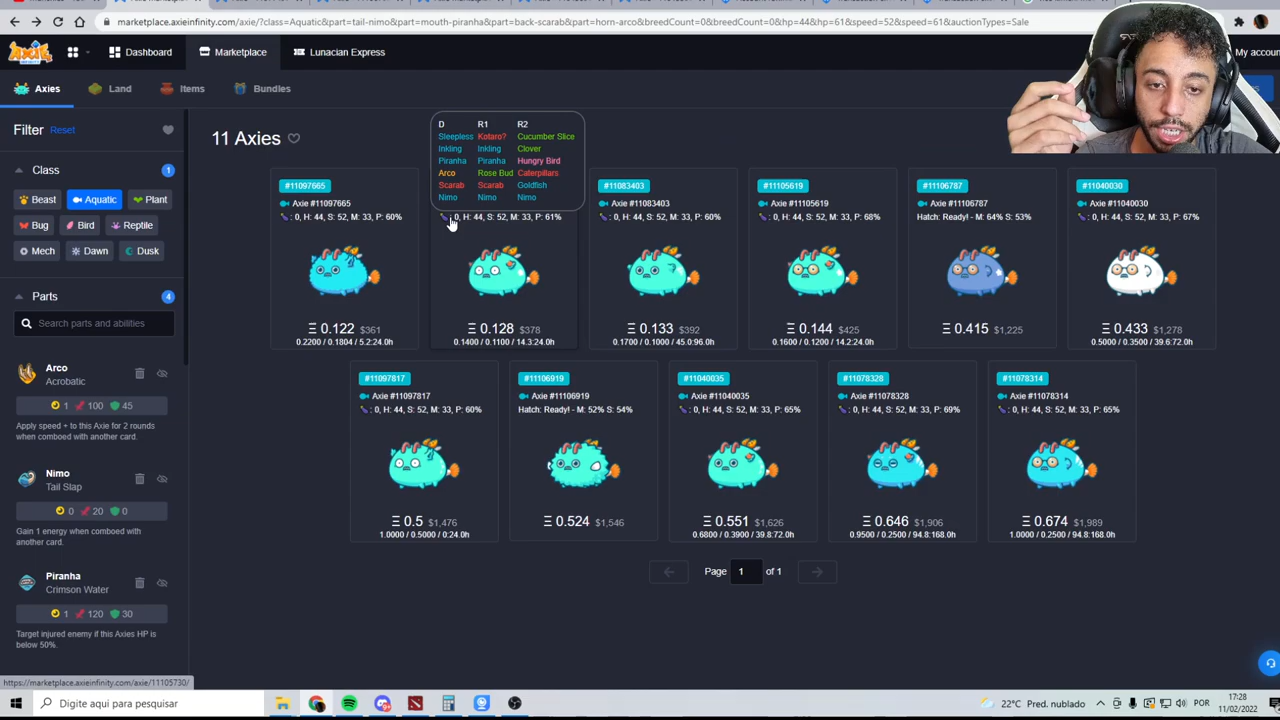 marketplace.axieinfinity.com/axie/?class=Aquatic&part=tail-nimo&part=mouth-piranha&part=back-scarab&part=horn-arco&breedCount=0&breedCount=0&hp=44&hp=61&speed=52&speed=61&auctionTypes=Sale
AXIE
Dashboard
Marketplace
Lunacian Express
My accou
Axies
Land
Items
Bundles
Filter
Reset
Class
1
Beast
Aquatic
Plant
Bug
Bird
Reptile
Mech
Dawn
Dusk
Parts
4
Search parts and abilities
Arco
Acrobatic
1 100 45
Apply speed + to this Axie for 2 rounds
when comboed with another card.
Nimo
Tail Slap
0 20 0
Gain 1 energy when comboed with
another card.
Piranha
Crimson Water
1 120 30
Target injured enemy if this Axies HP is
below 50%.
11 Axies
D R1 R2
Sleepless Kotaro? Cucumber Slice
Inkling Inkling Clover
Piranha Piranha Hungry Bird
Arco Rose Bud Caterpillars
Scarab Scarab Goldfish
Nimo Nimo Nimo
#11097665
Axie #11097665
: 0, H: 44, S: 52, M: 33, P: 60%
Ξ 0.122 $361
0.2200 / 0.1804 / 5.2:24.0h
: 0, H: 44, S: 52, M: 33, P: 61%
Ξ 0.128 $378
0.1400 / 0.1100 / 14.3:24.0h
#11083403
Axie #11083403
: 0, H: 44, S: 52, M: 33, P: 60%
Ξ 0.133 $392
0.1700 / 0.1000 / 45.0:96.0h
#11105619
Axie #11105619
: 0, H: 44, S: 52, M: 33, P: 68%
Ξ 0.144 $425
0.1600 / 0.1200 / 14.2:24.0h
#11106787
Axie #11106787
Hatch: Ready! - M: 64% S: 53%
Ξ 0.415 $1,225
#11040030
Axie #11040030
: 0, H: 44, S: 52, M: 33, P: 67%
Ξ 0.433 $1,278
0.5000 / 0.3500 / 39.6:72.0h
#11097817
Axie #11097817
: 0, H: 44, S: 52, M: 33, P: 60%
Ξ 0.5 $1,476
1.0000 / 0.5000 / 0:24.0h
#11106919
Axie #11106919
Hatch: Ready! - M: 52% S: 54%
Ξ 0.524 $1,546
#11040035
Axie #11040035
: 0, H: 44, S: 52, M: 33, P: 65%
Ξ 0.551 $1,626
0.6800 / 0.3900 / 39.8:72.0h
#11078328
Axie #11078328
: 0, H: 44, S: 52, M: 33, P: 69%
Ξ 0.646 $1,906
0.9500 / 0.2500 / 94.8:168.0h
#11078314
Axie #11078314
: 0, H: 44, S: 52, M: 33, P: 65%
Ξ 0.674 $1,989
1.0000 / 0.2500 / 94.8:168.0h
Page 1 of 1
https://marketplace.axieinfinity.com/axie/11105730/
Digite aqui para pesquisar
22°C Pred. nublado
POR
17:28
11/02/2022